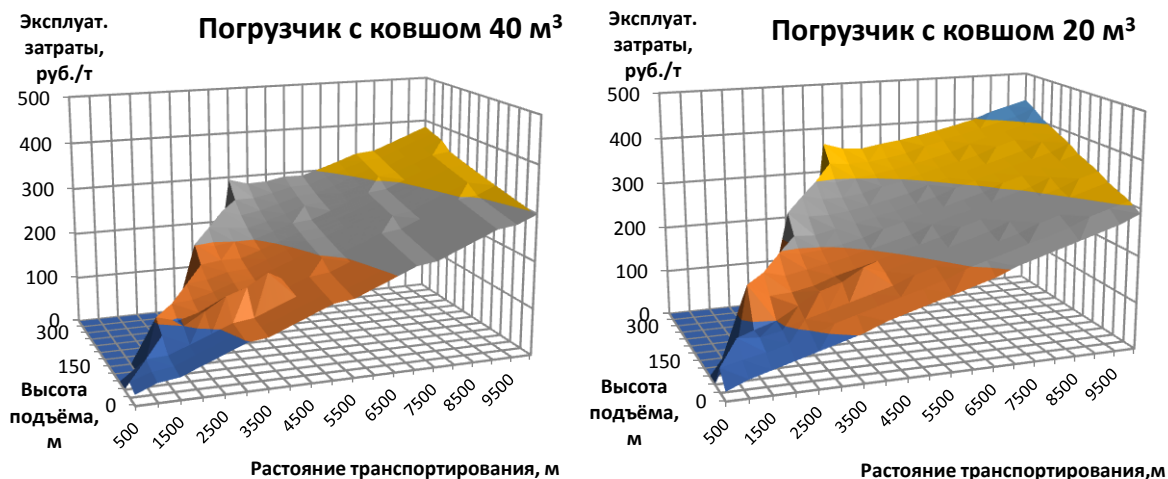 Эксплуат.
затраты,
руб./т
Погрузчик с ковшом 40 м³
500
400
300
200
100
0
300
150
0
Высота
подъёма,
м
500
1500
2500
3500
4500
5500
6500
7500
8500
9500
Растояние транспортирования, м
Эксплуат.
затраты,
руб./т
Погрузчик с ковшом 20 м³
500
400
300
200
100
0
300
150
0
Высота
подъёма,
м
500
1500
2500
3500
4500
5500
6500
7500
8500
9500
Растояние транспортирования,м